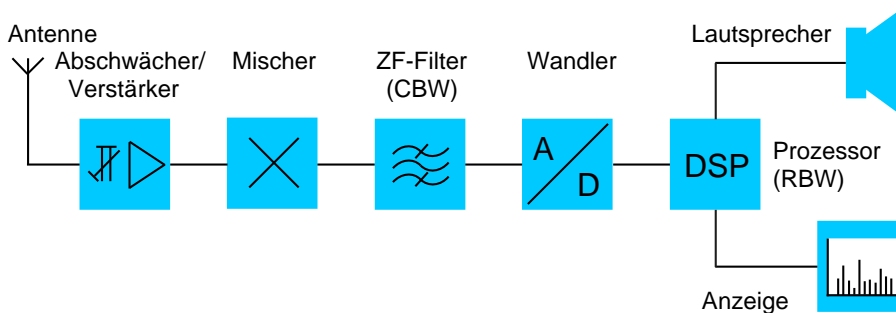 Antenne
Abschwächer/
Verstärker
Mischer
ZF-Filter
(CBW)
Wandler
Lautsprecher
A
D
DSP
Prozessor
(RBW)
Anzeige